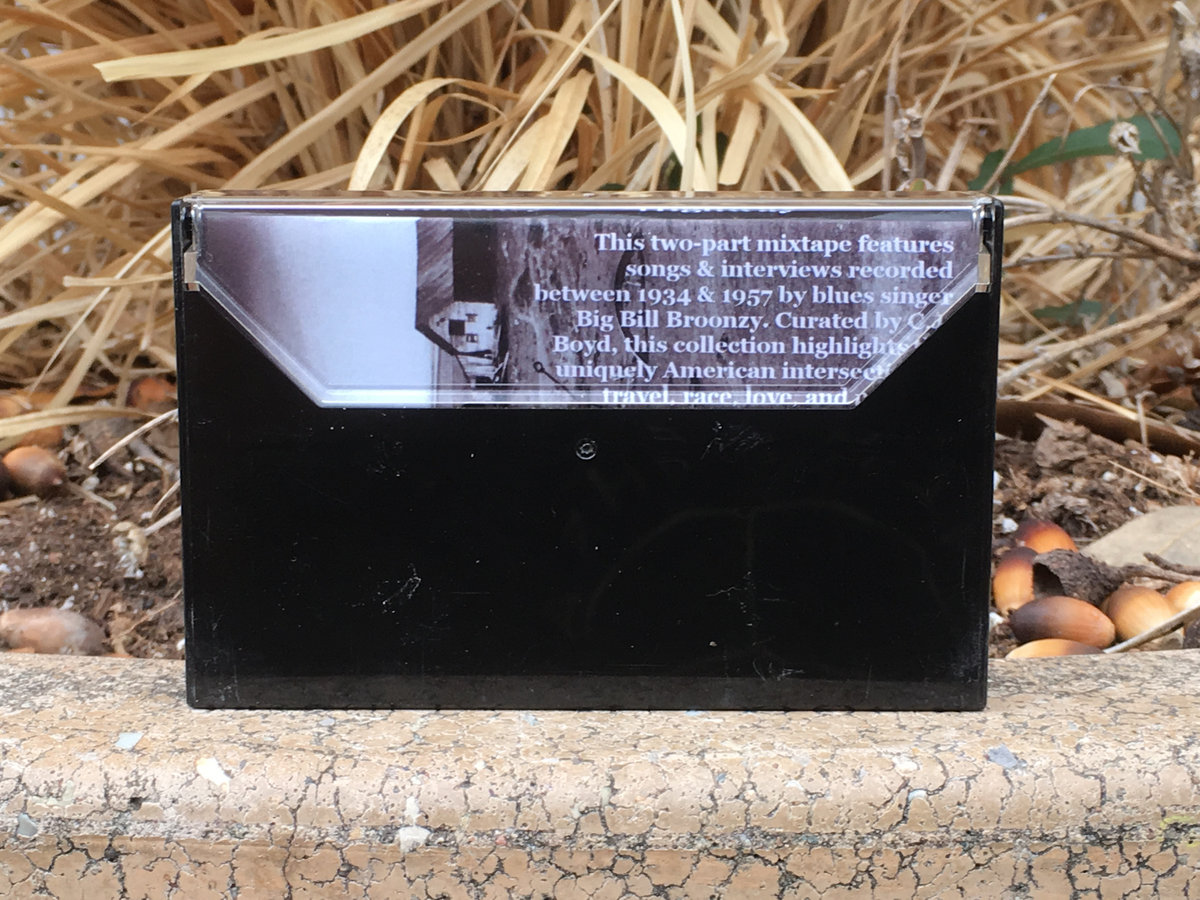 This two-part mixtape features
songs & interviews recorded
between 1934 & 1957 by blues singer
Big Bill Broonzy. Curated by
Boyd, this collection highlights
uniquely American
travel, race, love, and